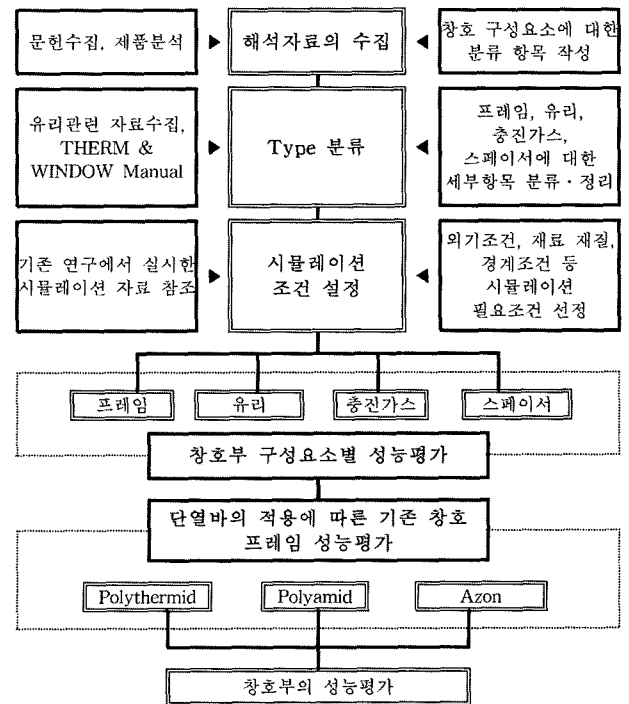 문헌수집, 제품분석
해석자료의 수집
창호 구성요소에 대한
분류 항목 작성
유리관련 자료수집,
THERM &
WINDOW Manual
Type 분류
프레임, 유리,
충진가스,
스페이서에 대한
세부항목 분류 · 정리
기존 연구에서 실시한
시뮬레이션 자료 참조
시뮬레이션
조건 설정
외기조건, 재료 재질,
경계조건 등
시뮬레이션
필요조건 선정
프레임
유리
충진가스
스페이서
창호부 구성요소별 성능평가
단열바의 적용에 따른 기존 창호
프레임 성능평가
Polythermid
Polyamid
Azon
창호부의 성능평가